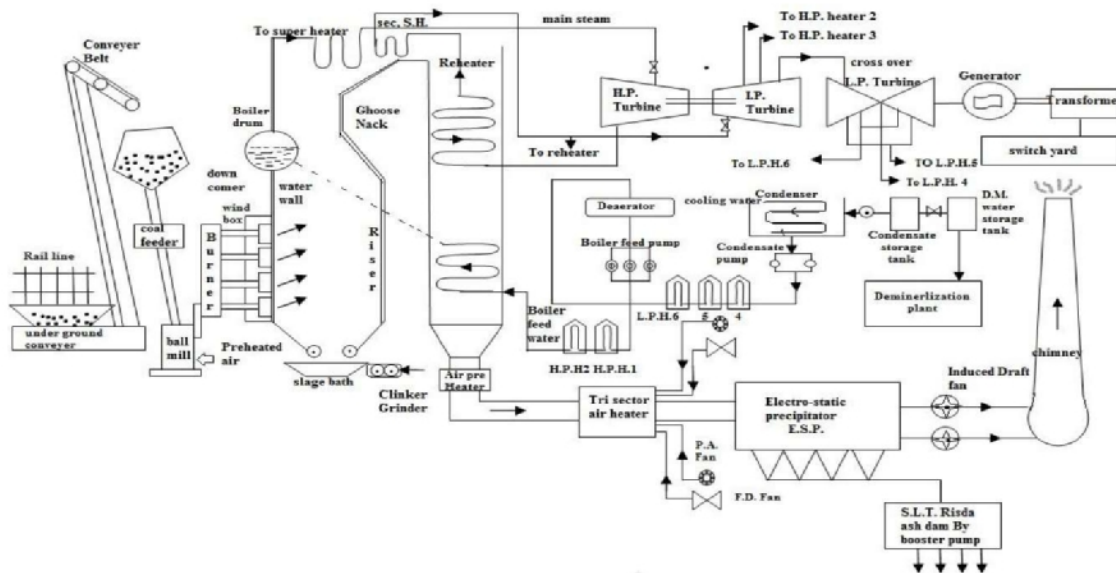 Conveyer
Belt
Rail line
under ground
conveyer
coal
feeder
ball
mill
Preheated
air
To super heater
sec. S.H.
main steam
Boiler
drum
down
comer
wind
box
water
wall
Burner
Ghoose
Nack
Riser
Reheater
slage bath
Clinker
Grinder
Air pre
Heater
Boiler
feed
water
To reheater
H.P.
Turbine
I.P.
Turbine
To H.P. heater 2
To H.P. heater 3
cross over
L.P. Turbine
Generator
Transforme
switch yard
To L.P.H.6
TO L.P.H.5
To L.P.H. 4
Deaerator
Boiler feed pump
cooling water
Condenser
Condensate
pump
Condensate
storage
tank
D.M.
water
storage
tank
Deminerlization
plant
L.P.H.6 5 4
H.P.H2 H.P.H.1
Tri sector
air heater
P.A.
Fan
F.D. Fan
Electro-static
precipitator
E.S.P.
Induced Draft
fan
chimney
S.L.T. Risda
ash dam By
booster pump